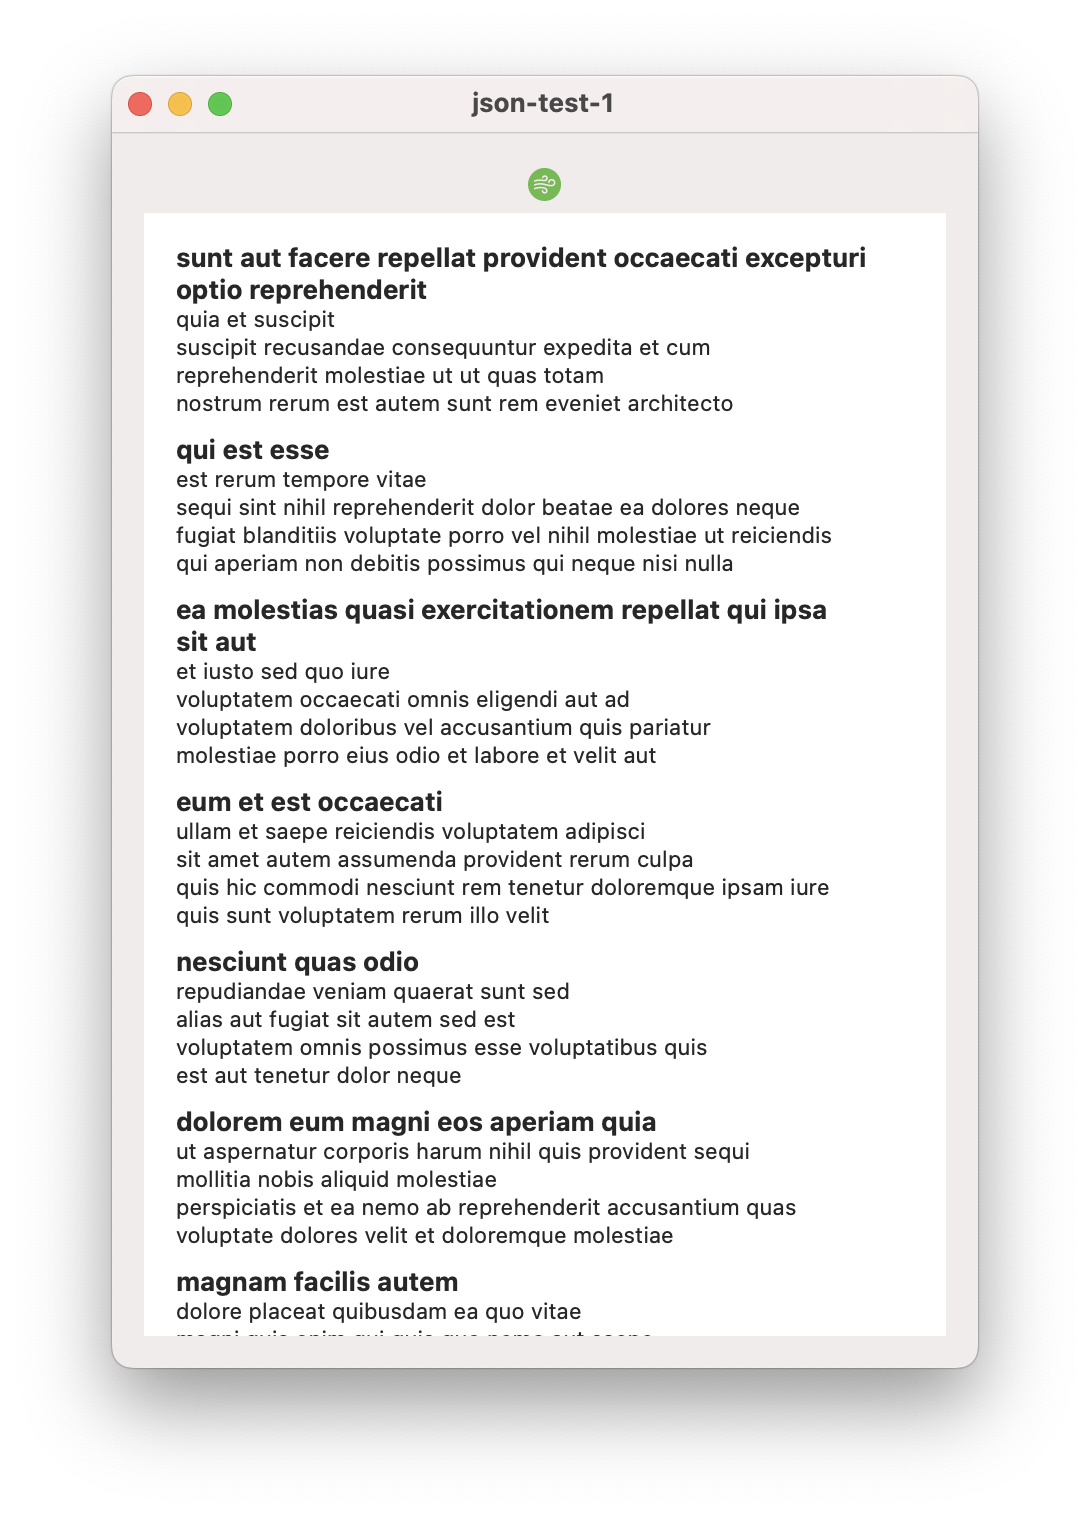 json-test-1
sunt aut facere repellat provident occaecati excepturi
optio reprehenderit
quia et suscipit
suscipit recusandae consequuntur expedita et cum
reprehenderit molestiae ut ut quas totam
nostrum rerum est autem sunt rem eveniet architecto
qui est esse
est rerum tempore vitae
sequi sint nihil reprehenderit dolor beatae ea dolores neque
fugiat blanditiis voluptate porro vel nihil molestiae ut reiciendis
qui aperiam non debitis possimus qui neque nisi nulla
ea molestias quasi exercitationem repellat qui ipsa
sit aut
et iusto sed quo iure
voluptatem occaecati omnis eligendi aut ad
voluptatem doloribus vel accusantium quis pariatur
molestiae porro eius odio et labore et velit aut
eum et est occaecati
ullam et saepe reiciendis voluptatem adipisci
sit amet autem assumenda provident rerum culpa
quis hic commodi nesciunt rem tenetur doloremque ipsam iure
quis sunt voluptatem rerum illo velit
nesciunt quas odio
repudiandae veniam quaerat sunt sed
alias aut fugiat sit autem sed est
voluptatem omnis possimus esse voluptatibus quis
est aut tenetur dolor neque
dolorem eum magni eos aperiam quia
ut aspernatur corporis harum nihil quis provident sequi
mollitia nobis aliquid molestiae
perspiciatis et ea nemo ab reprehenderit accusantium quas
voluptate dolores velit et doloremque molestiae
magnam facilis autem
dolore placeat quibusdam ea quo vitae